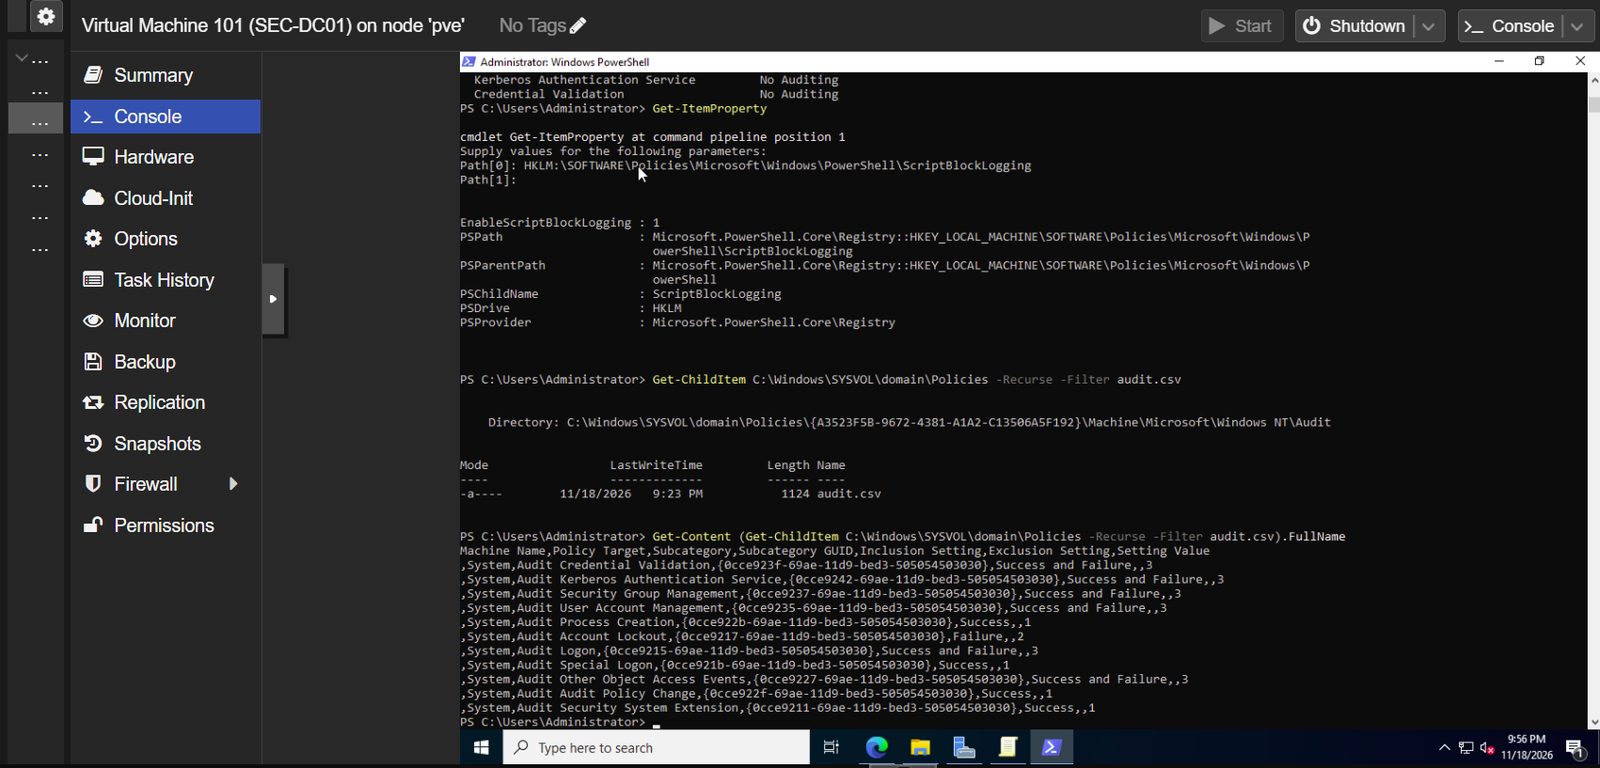 Virtual Machine 101 (SEC-DC01) on node 'pve'
No Tags
Start
Shutdown
Console
...
...
...
...
...
...
...
Summary
Console
Hardware
Cloud-Init
Options
Task History
Monitor
Backup
Replication
Snapshots
Firewall
Permissions
Administrator: Windows PowerShell
Kerberos Authentication Service No Auditing
Credential Validation No Auditing
PS C:\Users\Administrator> Get-ItemProperty
cmdlet Get-ItemProperty at command pipeline position 1
Supply values for the following parameters:
Path[0]: HKLM:\SOFTWARE\Policies\Microsoft\Windows\PowerShell\ScriptBlockLogging
Path[1]:
EnableScriptBlockLogging : 1
PSPath : Microsoft.PowerShell.Core\Registry::HKEY_LOCAL_MACHINE\SOFTWARE\Policies\Microsoft\Windows\P
owerShell\ScriptBlockLogging
PSParentPath : Microsoft.PowerShell.Core\Registry::HKEY_LOCAL_MACHINE\SOFTWARE\Policies\Microsoft\Windows\P
owerShell
PSChildName : ScriptBlockLogging
PSDrive : HKLM
PSProvider : Microsoft.PowerShell.Core\Registry
PS C:\Users\Administrator> Get-ChildItem C:\Windows\SYSVOL\domain\Policies -Recurse -Filter audit.csv
Directory: C:\Windows\SYSVOL\domain\Policies\{A3523F5B-9672-4381-A1A2-C13506A5F192}\Machine\Microsoft\Windows NT\Audit
Mode LastWriteTime Length Name
---- ------------- ------ ----
-a---- 11/18/2026 9:23 PM 1124 audit.csv
PS C:\Users\Administrator> Get-Content (Get-ChildItem C:\Windows\SYSVOL\domain\Policies -Recurse -Filter audit.csv).FullName
Machine Name,Policy Target,Subcategory,Subcategory GUID,Inclusion Setting,Exclusion Setting,Setting Value
,System,Audit Credential Validation,{0cce923f-69ae-11d9-bed3-505054503030},Success and Failure,,3
,System,Audit Kerberos Authentication Service,{0cce9242-69ae-11d9-bed3-505054503030},Success and Failure,,3
,System,Audit Security Group Management,{0cce9237-69ae-11d9-bed3-505054503030},Success and Failure,,3
,System,Audit User Account Management,{0cce9235-69ae-11d9-bed3-505054503030},Success and Failure,,3
,System,Audit Process Creation,{0cce922b-69ae-11d9-bed3-505054503030},Success,,1
,System,Audit Account Lockout,{0cce9217-69ae-11d9-bed3-505054503030},Failure,,2
,System,Audit Logon,{0cce9215-69ae-11d9-bed3-505054503030},Success and Failure,,3
,System,Audit Special Logon,{0cce921b-69ae-11d9-bed3-505054503030},Success,,1
,System,Audit Other Object Access Events,{0cce9227-69ae-11d9-bed3-505054503030},Success and Failure,,3
,System,Audit Audit Policy Change,{0cce922f-69ae-11d9-bed3-505054503030},Success,,1
,System,Audit Security System Extension,{0cce9211-69ae-11d9-bed3-505054503030},Success,,1
PS C:\Users\Administrator> _
Type here to search
9:56 PM
11/18/2026
1